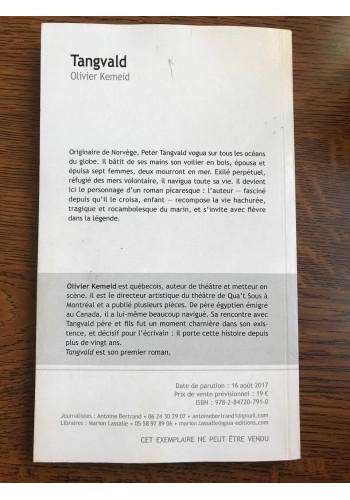 Tangvald
Olivier Kemeid
Originaire de Norvège, Peter Tangvald vogua sur tous les océans
du globe. Il bâtit de ses mains son voilier en bois, épousa et
épuisa sept femmes, deux mourront en mer. Exilé perpétuel,
réfugié des mers volontaire, il navigua toute sa vie. Il devient
ici le personnage d'un roman picaresque : l'auteur — fasciné
depuis qu'il le croisa, enfant — recompose la vie hachurée,
tragique et rocambolesque du marin, et s'invite avec fièvre
dans la légende.
Olivier Kemeid est québecois, auteur de théâtre et metteur en
scène. Il est le directeur artistique du théâtre de Quat' Sous à
Montréal et a publié plusieurs pièces. De père égyptien émigré
au Canada, il a lui-même beaucoup navigué. Sa rencontre avec
Tangvald père et fils fut un moment charnière dans son exis-
tence, et décisif pour l'écrivain : il porte cette histoire depuis
plus de vingt ans.
Tangvald est son premier roman.
Date de parution : 16 août 2017
Prix de vente prévisionnel : 19 €
ISBN : 978-2-84720-791-0
Journalistes : Antoine Bertrand • 06 24 30 29 07 • antoinebertrand1@gmail.com
Libraires : Marion Lassalle • 05 58 97 89 06 • marion.lassalle@gaia-editions.com
CET EXEMPLAIRE NE PEUT ÊTRE VENDU